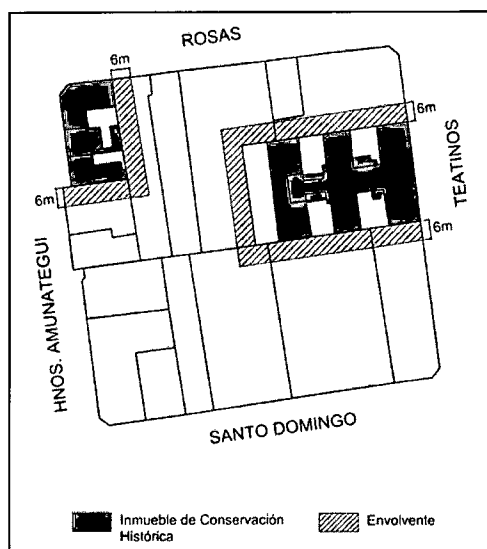 ROSAS
6m
6m
TEATINOS
6m
6m
HNOS. AMUNATEGUI
SANTO DOMINGO
Inmueble de Conservación
Histórica
Envolvente